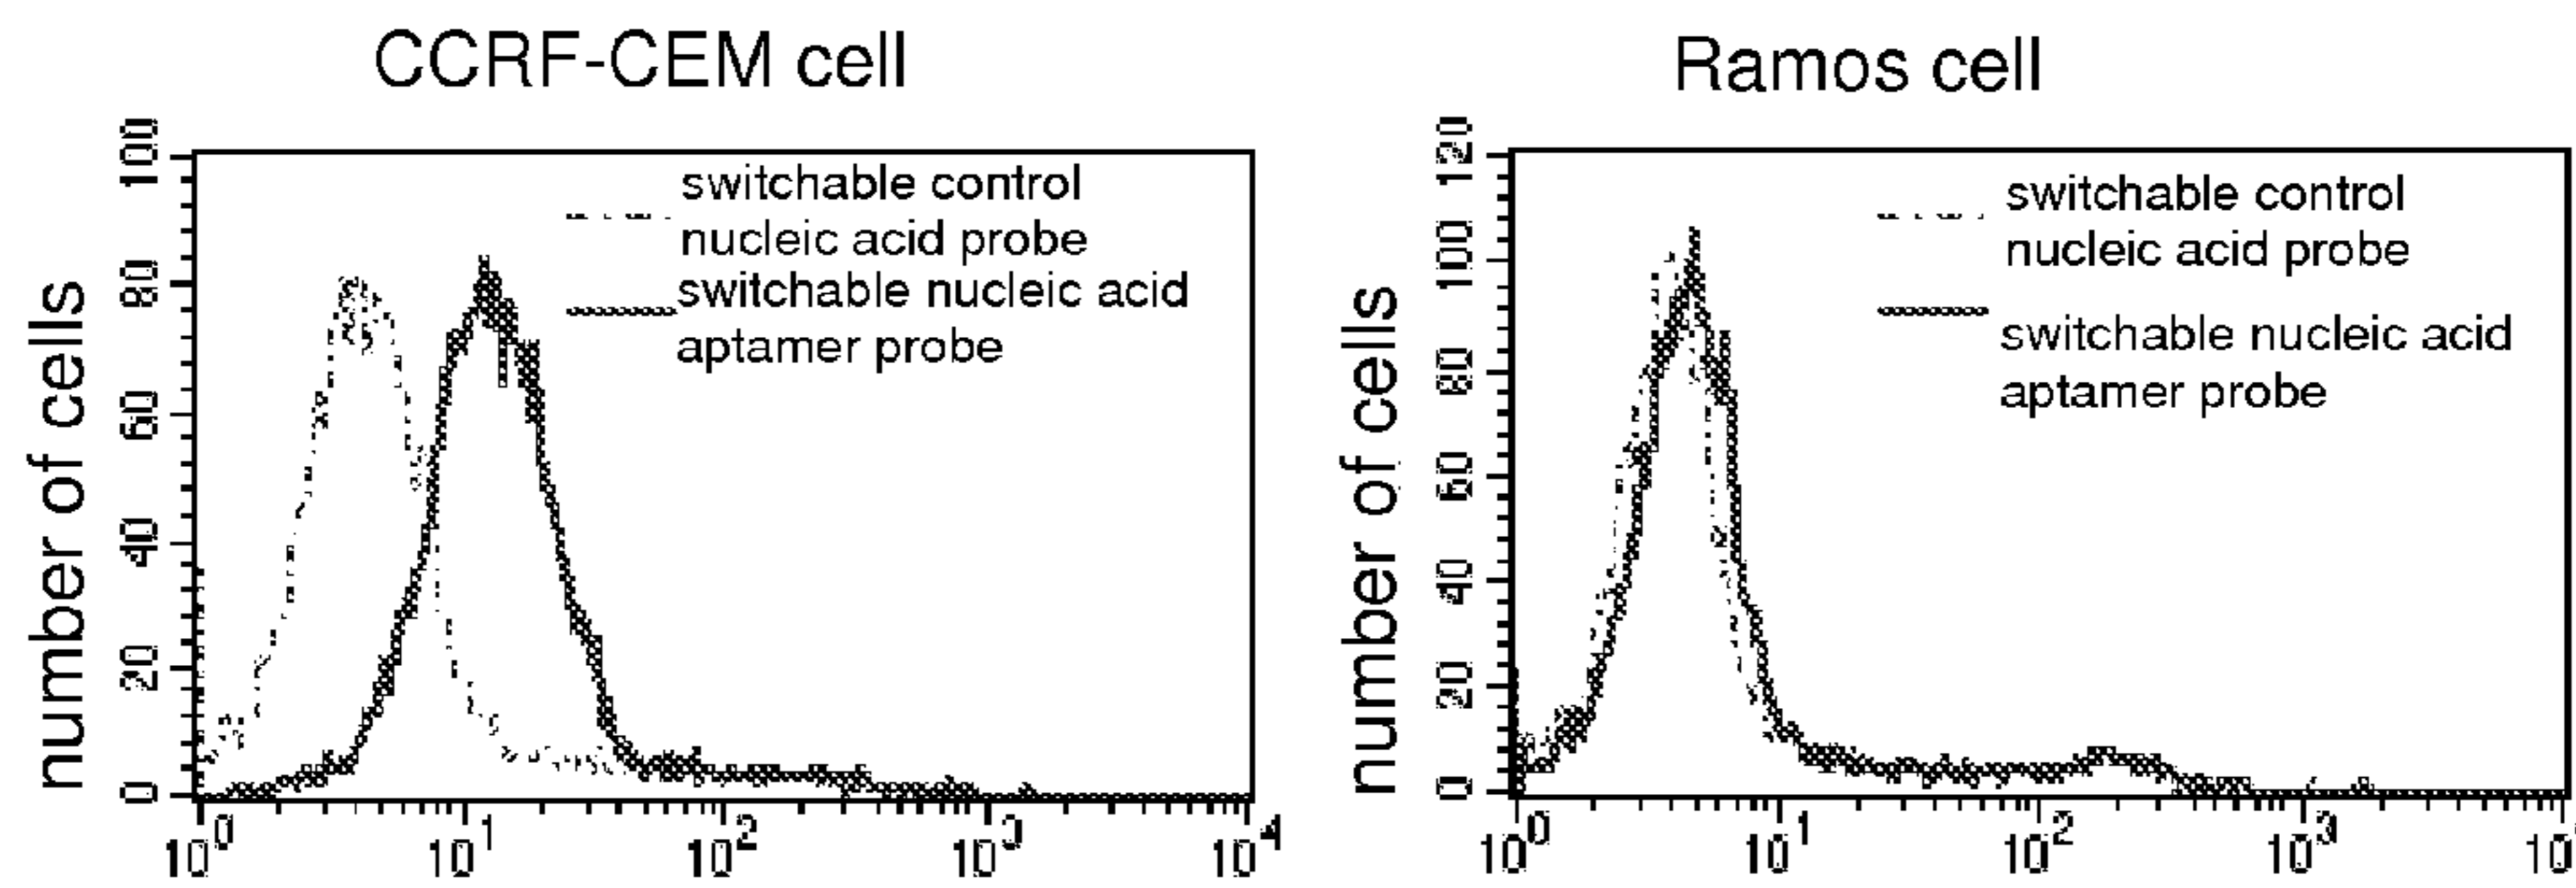 CCRF-CEM cell
number of cells
100
80
60
40
20
0
switchable control
nucleic acid probe
switchable nucleic acid
aptamer probe
10^0 10^1 10^2 10^3 10^4
Ramos cell
number of cells
120
100
80
60
40
20
0
switchable control
nucleic acid probe
switchable nucleic acid
aptamer probe
10^0 10^1 10^2 10^3 10